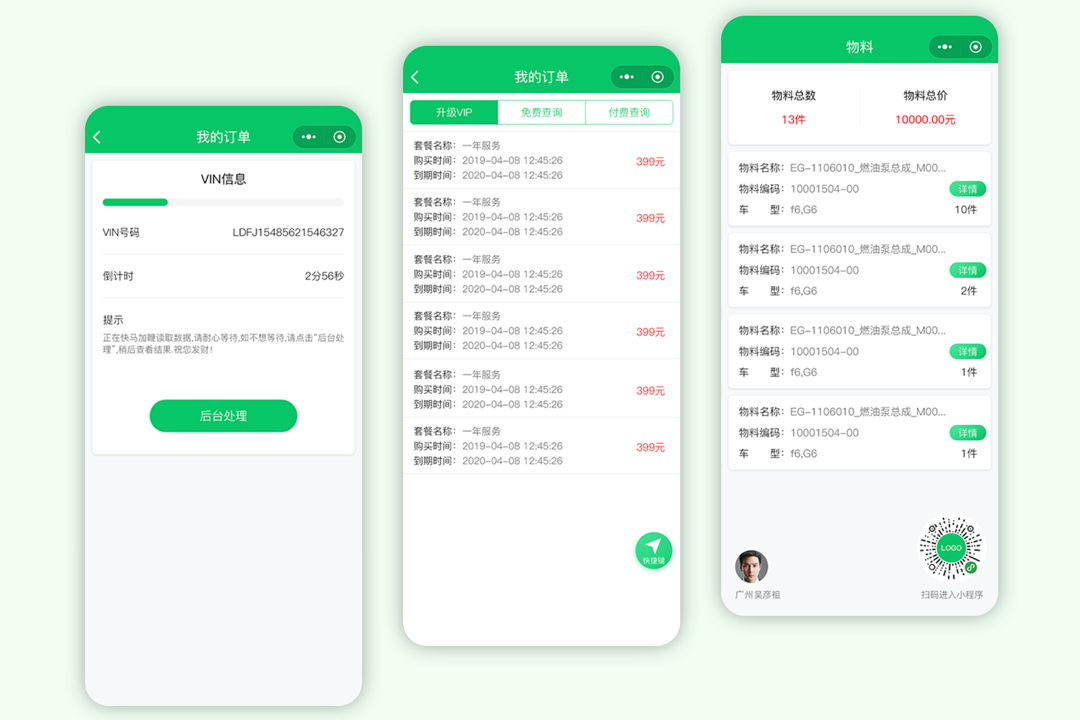 我的订单
VIN信息
VIN号码 LDFJ15485621546327
倒计时 2分56秒
提示
正在快马加鞭读取数据,请耐心等待,如不想等待,请点击“后台处
理”,稍后查看结果.祝您发财!
后台处理
我的订单
升级VIP 免费查询 付费查询
套餐名称: 一年服务
购买时间: 2019-04-08 12:45:26 399元
到期时间: 2020-04-08 12:45:26
套餐名称: 一年服务
购买时间: 2019-04-08 12:45:26 399元
到期时间: 2020-04-08 12:45:26
套餐名称: 一年服务
购买时间: 2019-04-08 12:45:26 399元
到期时间: 2020-04-08 12:45:26
套餐名称: 一年服务
购买时间: 2019-04-08 12:45:26 399元
到期时间: 2020-04-08 12:45:26
套餐名称: 一年服务
购买时间: 2019-04-08 12:45:26 399元
到期时间: 2020-04-08 12:45:26
套餐名称: 一年服务
购买时间: 2019-04-08 12:45:26 399元
到期时间: 2020-04-08 12:45:26
快捷键
物料
物料总数 物料总价
13件 10000.00元
物料名称: EG-1106010_燃油泵总成_M00...
物料编码: 10001504-00 详情
车 型: f6,G6 10件
物料名称: EG-1106010_燃油泵总成_M00...
物料编码: 10001504-00 详情
车 型: f6,G6 2件
物料名称: EG-1106010_燃油泵总成_M00...
物料编码: 10001504-00 详情
车 型: f6,G6 1件
物料名称: EG-1106010_燃油泵总成_M00...
物料编码: 10001504-00 详情
车 型: f6,G6 1件
LOGO
广州吴彦祖 扫码进入小程序